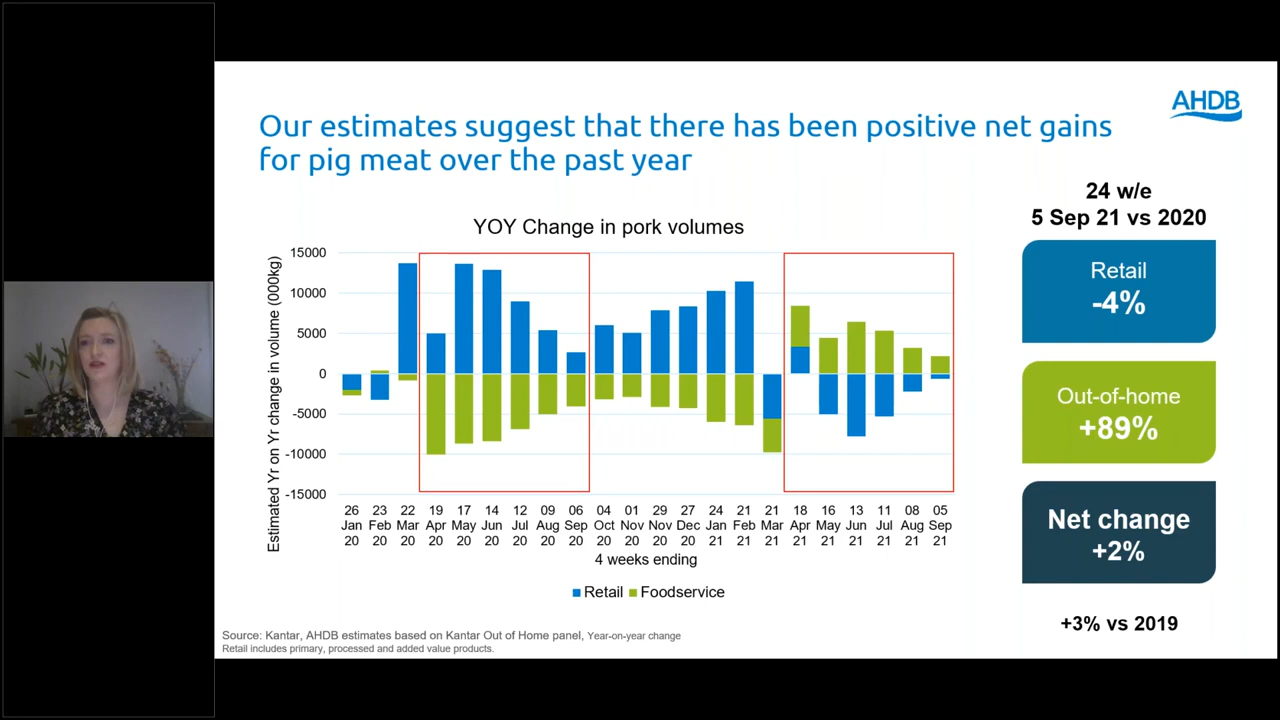 AHDB
Our estimates suggest that there has been positive net gains
for pig meat over the past year
24 w/e
5 Sep 21 vs 2020
YOY Change in pork volumes
Estimated Yr on Yr change in volume (000kg)
15000
10000
5000
0
-5000
-10000
-15000
26 Jan 20
23 Feb 20
22 Mar 20
19 Apr 20
17 May 20
14 Jun 20
12 Jul 20
09 Aug 20
06 Sep 20
04 Oct 20
01 Nov 20
29 Nov 20
27 Dec 20
24 Jan 21
21 Feb 21
21 Mar 21
18 Apr 21
16 May 21
13 Jun 21
11 Jul 21
08 Aug 21
05 Sep 21
4 weeks ending
Retail Foodservice
Retail
-4%
Out-of-home
+89%
Net change
+2%
+3% vs 2019
Source: Kantar, AHDB estimates based on Kantar Out of Home panel, Year-on-year change
Retail includes primary, processed and added value products.